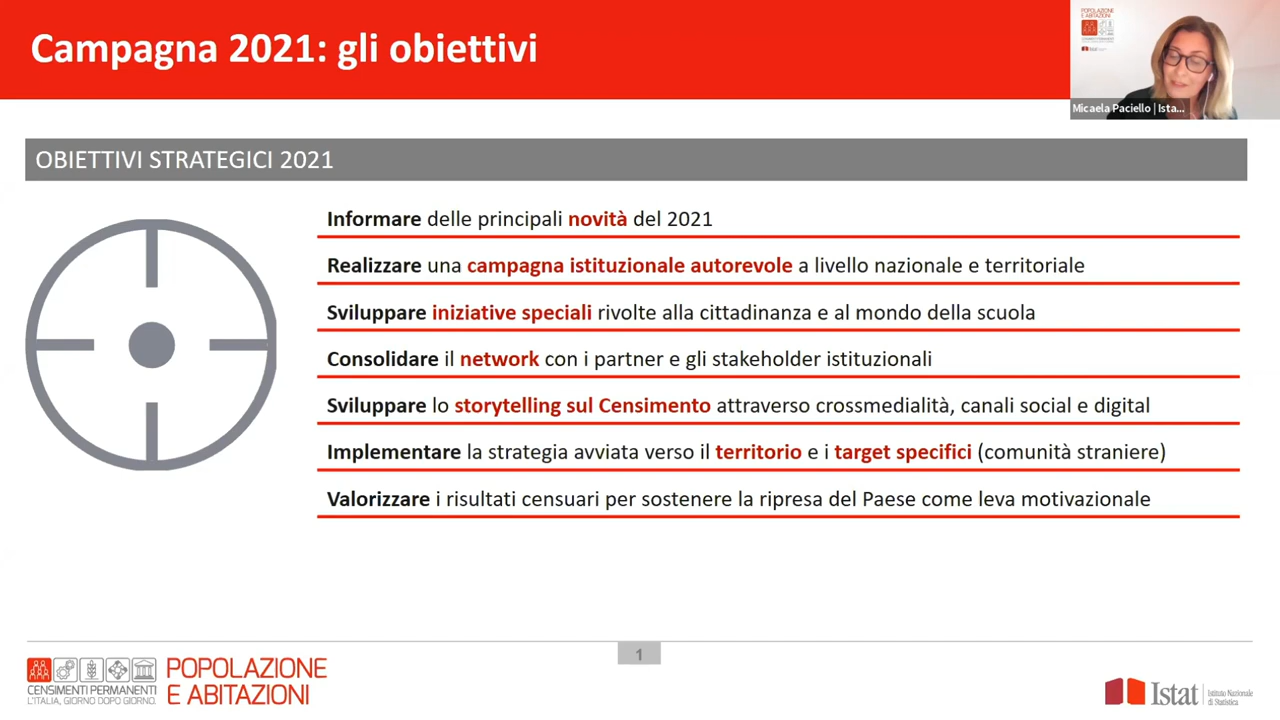 Campagna 2021: gli obiettivi
POPOLAZIONE
E ABITAZIONI
Micaela Paciello | Ista...
OBIETTIVI STRATEGICI 2021
Informare delle principali novità del 2021
Realizzare una campagna istituzionale autorevole a livello nazionale e territoriale
Sviluppare iniziative speciali rivolte alla cittadinanza e al mondo della scuola
Consolidare il network con i partner e gli stakeholder istituzionali
Sviluppare lo storytelling sul Censimento attraverso crossmedialità, canali social e digital
Implementare la strategia avviata verso il territorio e i target specifici (comunità straniere)
Valorizzare i risultati censuari per sostenere la ripresa del Paese come leva motivazionale
1
CENSIMENTI PERMANENTI
L'ITALIA, GIORNO DOPO GIORNO.
POPOLAZIONE
E ABITAZIONI
Istat
Istituto Nazionale
di Statistica